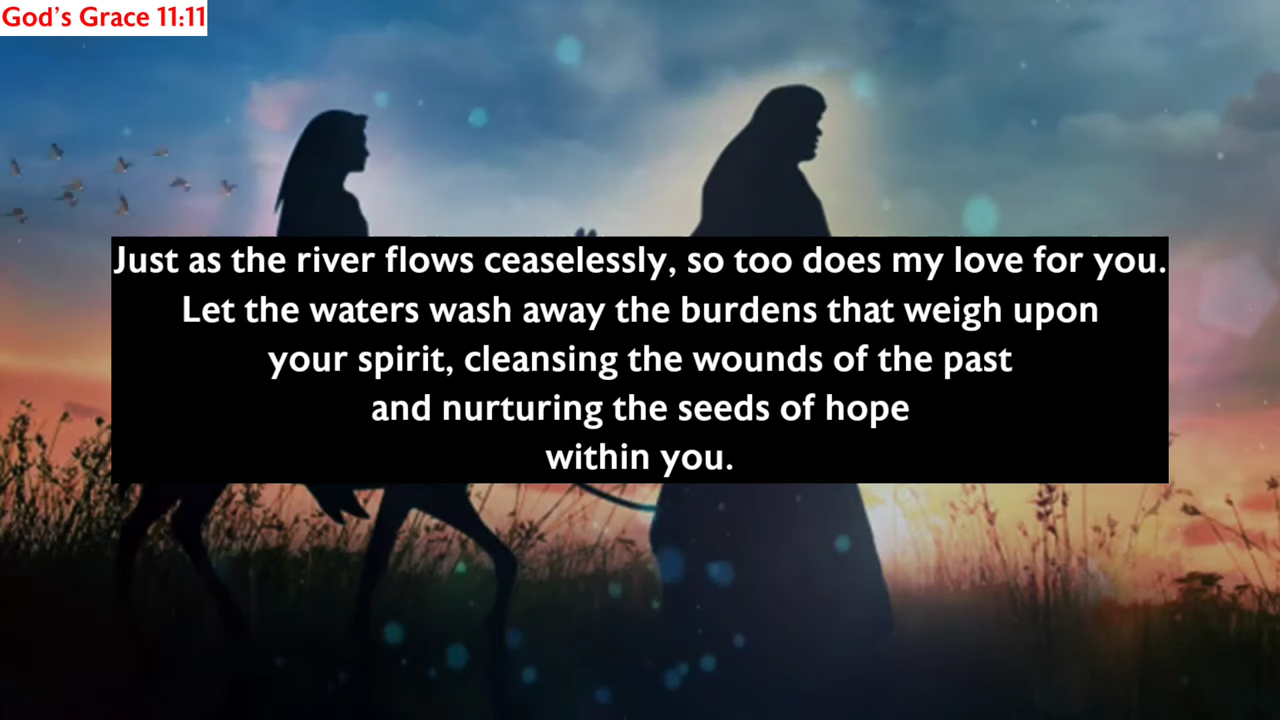 God's Grace 11:11
Just as the river flows ceaselessly, so too does my love for you.
Let the waters wash away the burdens that weigh upon
your spirit, cleansing the wounds of the past
and nurturing the seeds of hope
within you.